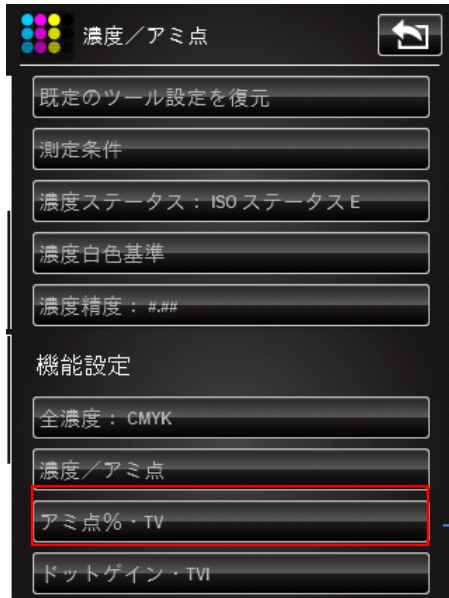 濃度／アミ点
既定のツール設定を復元
測定条件
濃度ステータス： ISO ステータス E
濃度白色基準
濃度精度： #.##
機能設定
全濃度： CMYK
濃度／アミ点
アミ点%・TV
ドットゲイン・TVI